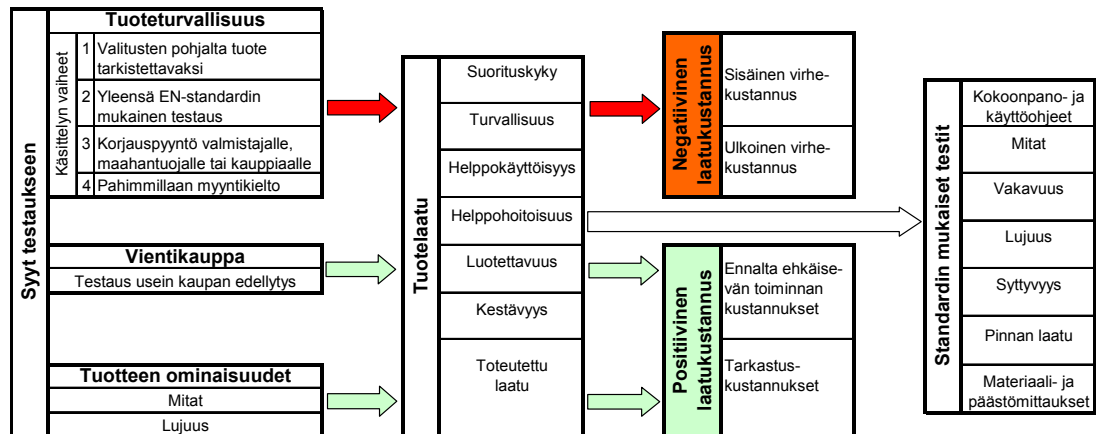 Syyt testaukseen
Tuoteturvallisuus
Käsittelyn vaiheet
1 Valitusten pohjalta tuote
tarkistettavaksi
2 Yleensä EN-standardin
mukainen testaus
3 Korjauspyyntö valmistajalle,
maahantuojalle tai kauppiaalle
4 Pahimmillaan myyntikielto
Vientikauppa
Testaus usein kaupan edellytys
Tuotteen ominaisuudet
Mitat
Lujuus
Tuotelaatu
Suorituskyky
Turvallisuus
Helppokäyttöisyys
Helppohoitoisuus
Luotettavuus
Kestävyys
Toteutettu
laatu
Negatiivinen
laatukustannus
Sisäinen virhe-
kustannus
Ulkoinen virhe-
kustannus
Positiivinen
laatukustannus
Ennalta ehkäise-
vän toiminnan
kustannukset
Tarkastus-
kustannukset
Standardin mukaiset testit
Kokoonpano- ja
käyttöohjeet
Mitat
Vakavuus
Lujuus
Syttyvyys
Pinnan laatu
Materiaali- ja
päästömittaukset